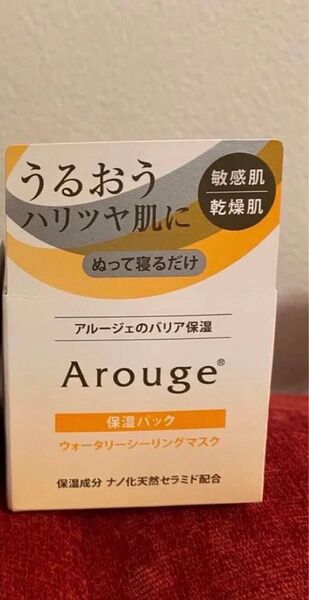 うるおう
ハリツヤ肌に
敏感肌
乾燥肌
ぬって寝るだけ
アルージェのバリア保湿
Arouge®
保湿パック
ウォータリーシーリングマスク
保湿成分 ナノ化天然セラミド配合